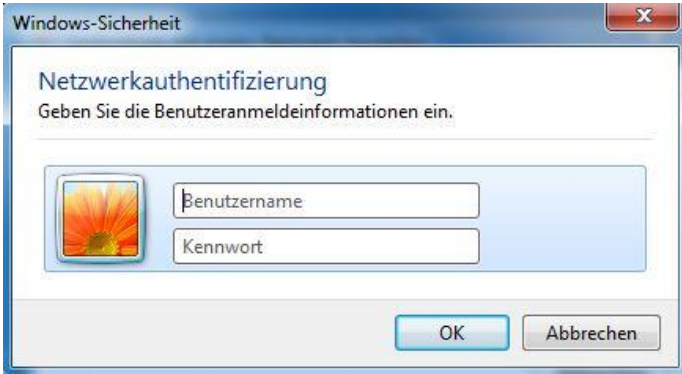 Windows-Sicherheit
Netzwerkauthentifizierung
Geben Sie die Benutzeranmeldeinformationen ein.
Benutzername
Kennwort
OK
Abbrechen